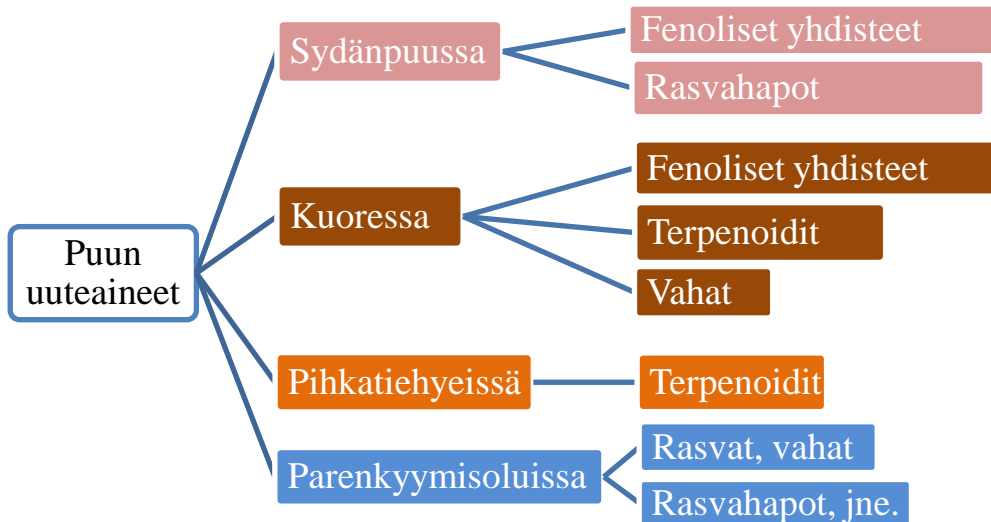 Puun
uuteaineet
Sydänpuussa
Fenoliset yhdisteet
Rasvahapot
Kuoressa
Fenoliset yhdisteet
Terpenoidit
Vahat
Pihkatiehyeissä
Terpenoidit
Parenkyymisoluissa
Rasvat, vahat
Rasvahapot, jne.